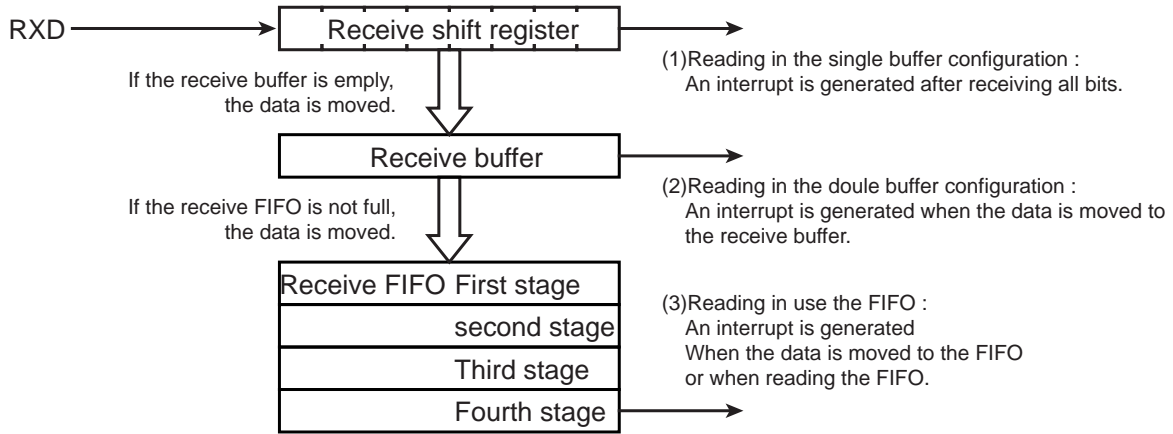 RXD
Receive shift register
(1)Reading in the single buffer configuration :
An interrupt is generated after receiving all bits.
If the receive buffer is emply,
the data is moved.
Receive buffer
(2)Reading in the doule buffer configuration :
An interrupt is generated when the data is moved to
the receive buffer.
If the receive FIFO is not full,
the data is moved.
Receive FIFO First stage
second stage
Third stage
Fourth stage
(3)Reading in use the FIFO :
An interrupt is generated
When the data is moved to the FIFO
or when reading the FIFO.